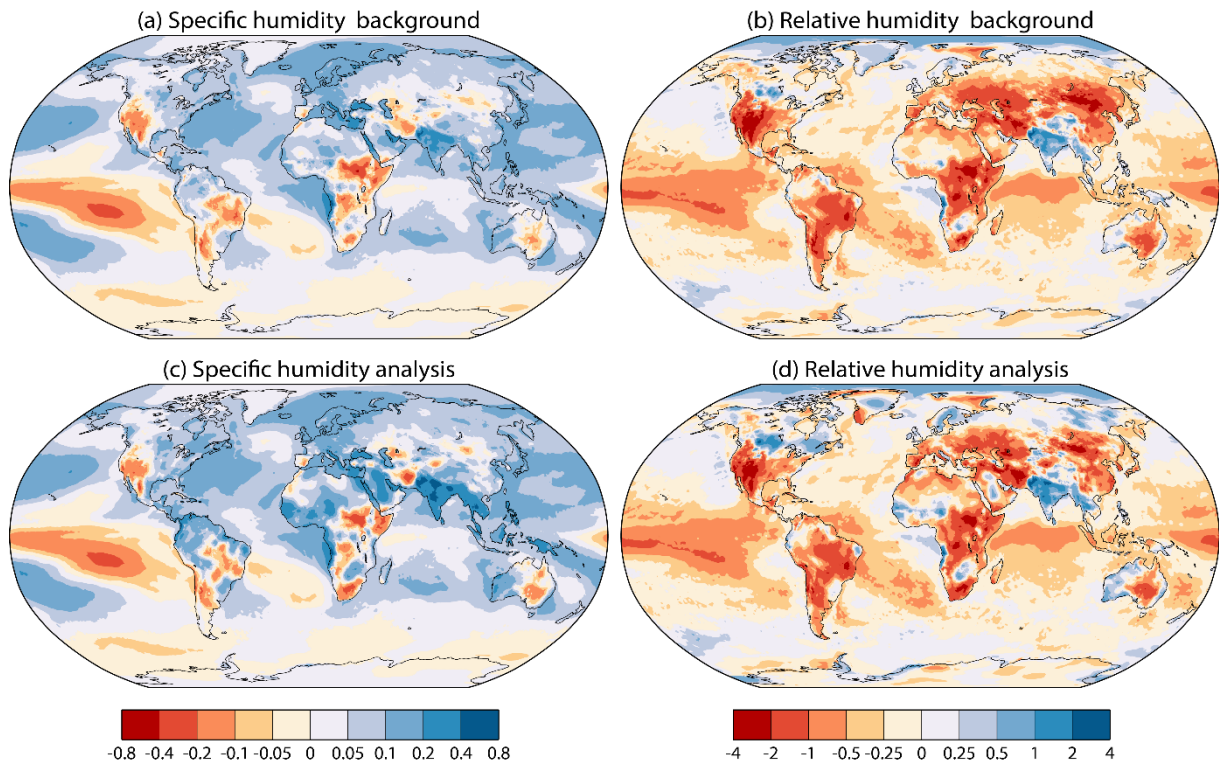 (a) Specific humidity background
(b) Relative humidity background
(c) Specific humidity analysis
(d) Relative humidity analysis
-0.8 -0.4 -0.2 -0.1 -0.05 0 0.05 0.1 0.2 0.4 0.8
-4 -2 -1 -0.5 -0.25 0 0.25 0.5 1 2 4